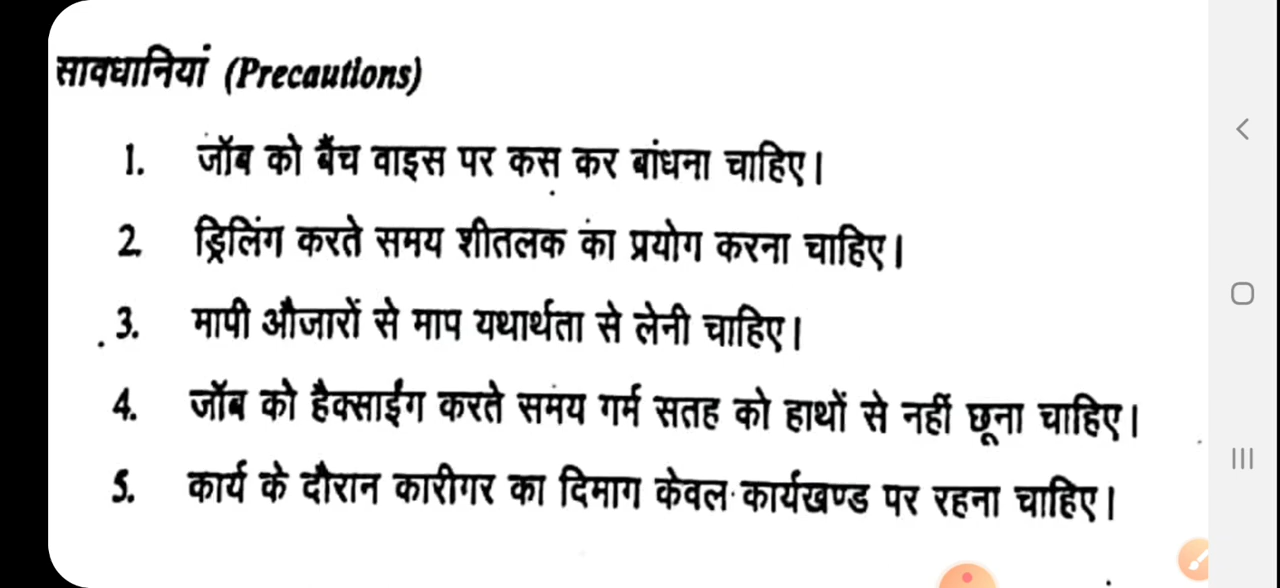 सावधानियां (Precautions)
1. जॉब को बैंच वाइस पर कस कर बांधना चाहिए।
2. ड्रिलिंग करते समय शीतलक का प्रयोग करना चाहिए।
3. मापी औजारों से माप यथार्थता से लेनी चाहिए।
4. जॉब को हैक्साईंग करते समय गर्म सतह को हाथों से नहीं छूना चाहिए।
5. कार्य के दौरान कारीगर का दिमाग केवल कार्यखण्ड पर रहना चाहिए।